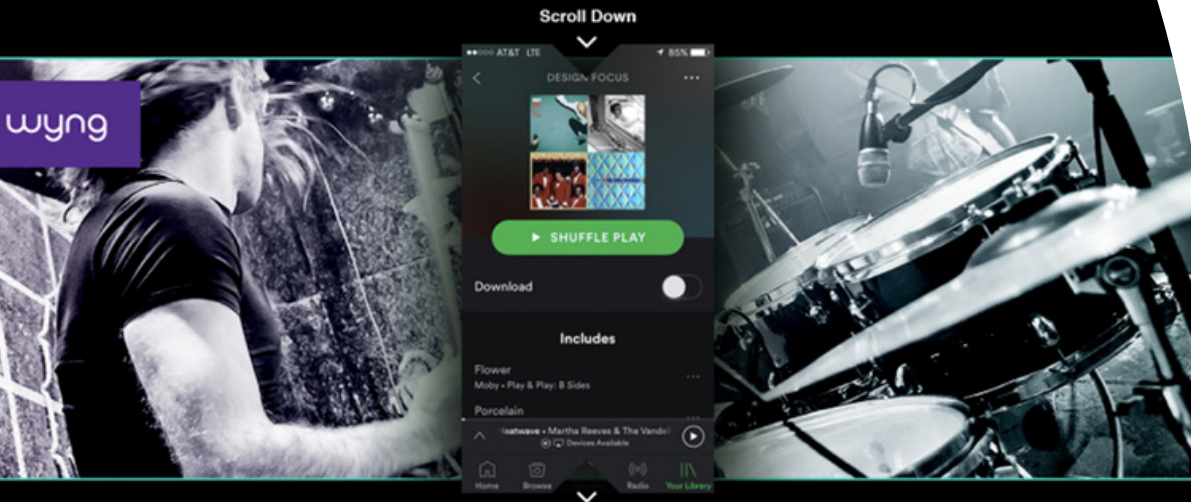 Scroll Down
AT&T LTE
85%
DESIGN FOCUS
wyng
SHUFFLE PLAY
Download
Includes
Flower
Moby • Play & Play: B Sides
Porcelain
eatwave • Martha Reeves & The Vandel
Devices Available
Home
Browse
Radio
Your Library